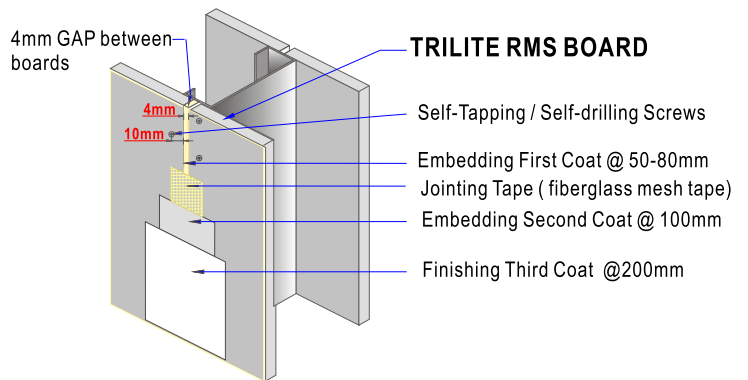 4mm GAP between
boards
TRILITE RMS BOARD
4mm
Self-Tapping / Self-drilling Screws
10mm
Embedding First Coat @ 50-80mm
Jointing Tape ( fiberglass mesh tape)
Embedding Second Coat @ 100mm
Finishing Third Coat @200mm